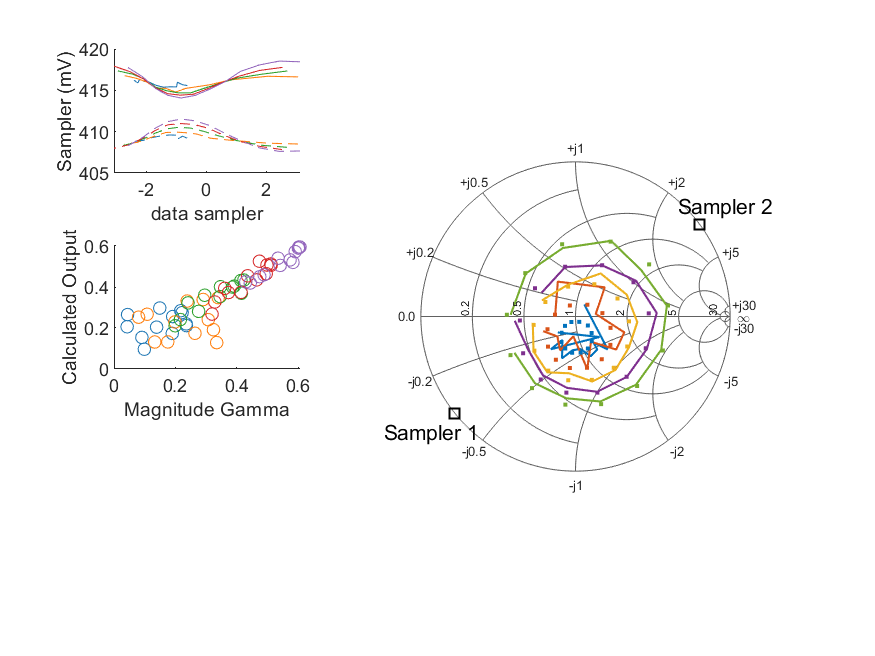 420
415
410
405
Sampler (mV)
-2 0 2
data sampler
0.6
0.4
0.2
0
Calculated Output
0 0.2 0.4 0.6
Magnitude Gamma
+j1
+j0.5 +j2
Sampler 2
+j0.2 +j5
0.0 0.2 0.5 1 2 5 30 +j30
∞
-j30
-j0.2 -j5
Sampler 1
-j0.5 -j2
-j1